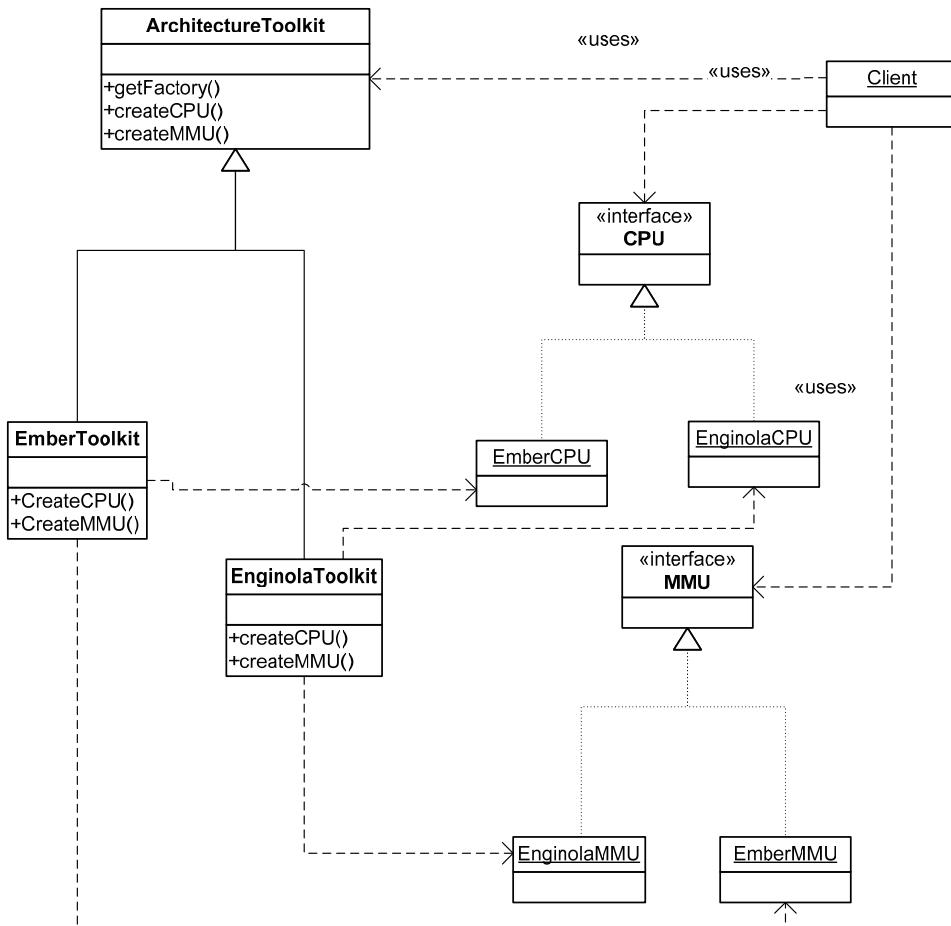 ArchitectureToolkit
+getFactory()
+createCPU()
+createMMU()
«uses»
«uses»
Client
«interface»
CPU
«uses»
EmberToolkit
+CreateCPU()
+CreateMMU()
EmberCPU
EnginolaCPU
EnginolaToolkit
+createCPU()
+createMMU()
«interface»
MMU
EnginolaMMU
EmberMMU